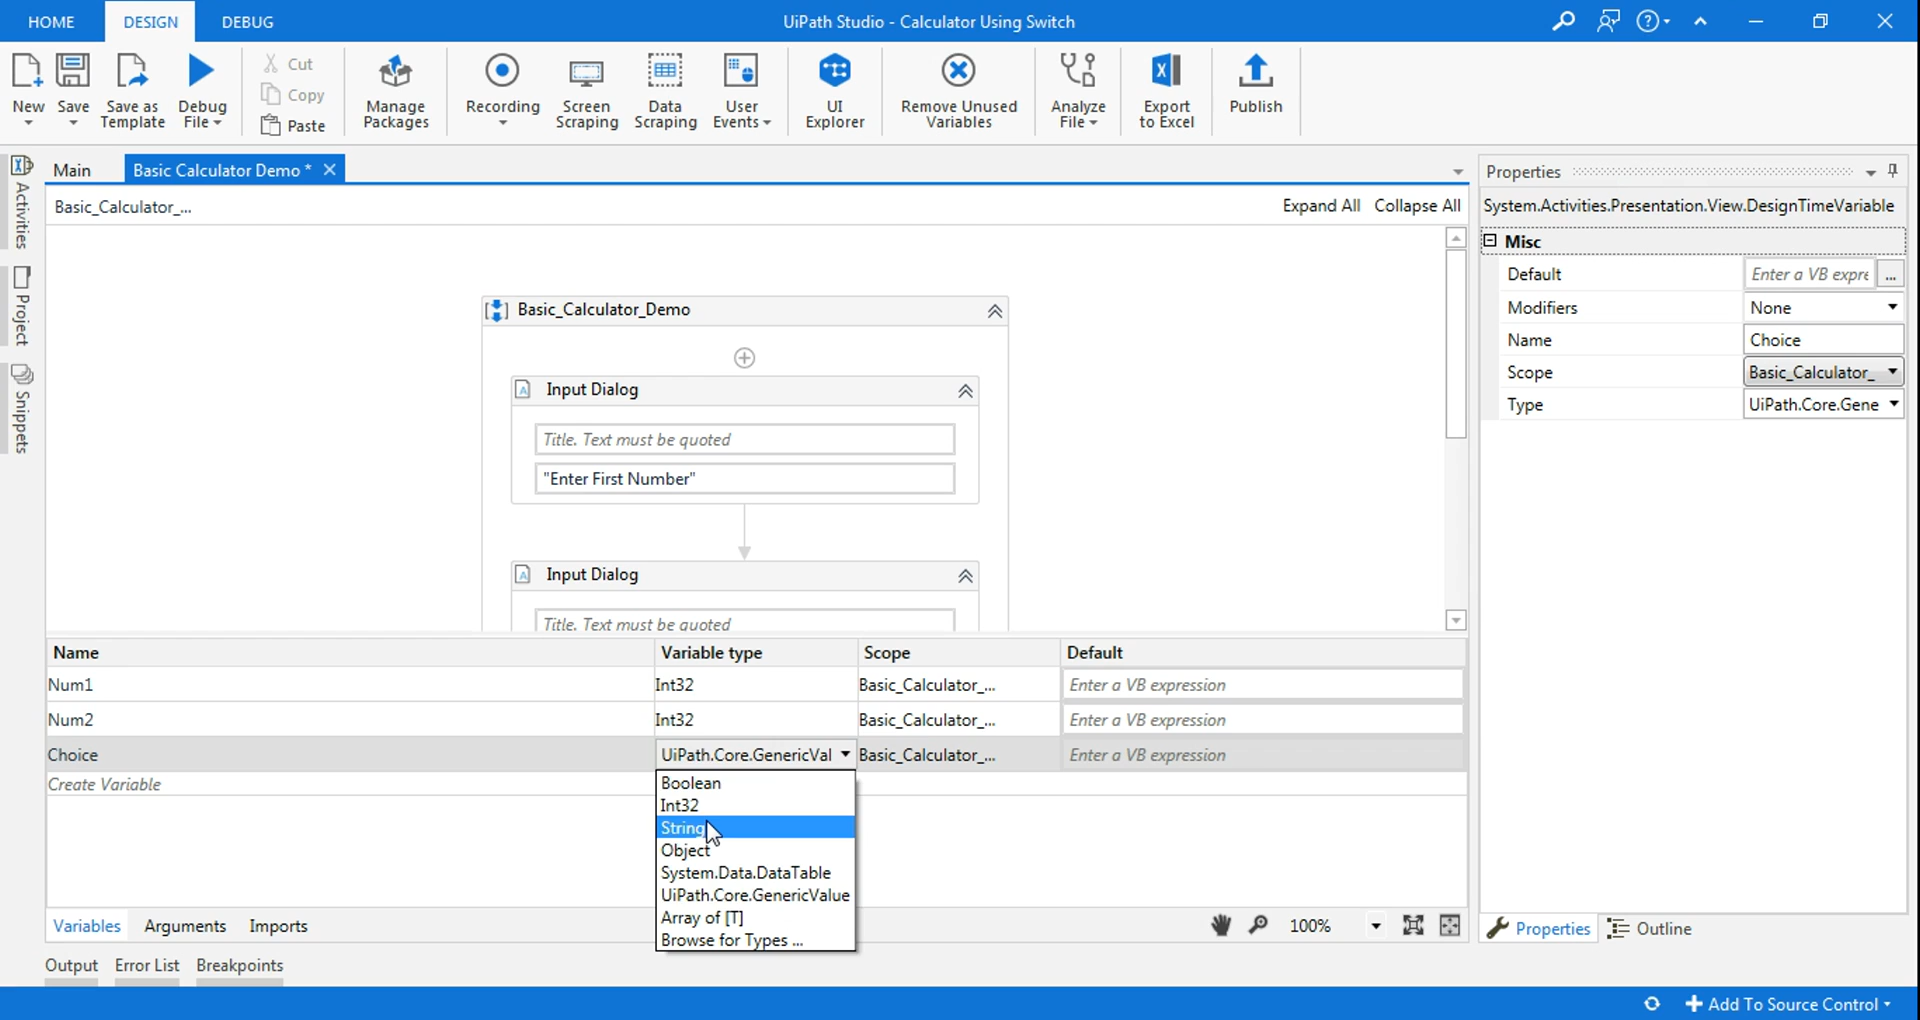 HOME DESIGN DEBUG UiPath Studio - Calculator Using Switch
New Save Save as Template Debug File Cut Copy Paste Manage Packages Recording Screen Scraping Data Scraping User Events UI Explorer Remove Unused Variables Analyze File Export to Excel Publish
Activities
Project
Snippets
Main Basic Calculator Demo *
Basic_Calculator_... Expand All Collapse All
Basic_Calculator_Demo
Input Dialog
Title. Text must be quoted
"Enter First Number"
Input Dialog
Title. Text must be quoted
Name Variable type Scope Default
Num1 Int32 Basic_Calculator_... Enter a VB expression
Num2 Int32 Basic_Calculator_... Enter a VB expression
Choice UiPath.Core.GenericVal Basic_Calculator_... Enter a VB expression
Create Variable
Boolean
Int32
String
Object
System.Data.DataTable
UiPath.Core.GenericValue
Array of [T]
Browse for Types ...
Variables Arguments Imports 100%
Output Error List Breakpoints
Properties
System.Activities.Presentation.View.DesignTimeVariable
Misc
Default Enter a VB expre ...
Modifiers None
Name Choice
Scope Basic_Calculator_
Type UiPath.Core.Gene
Properties Outline
Add To Source Control